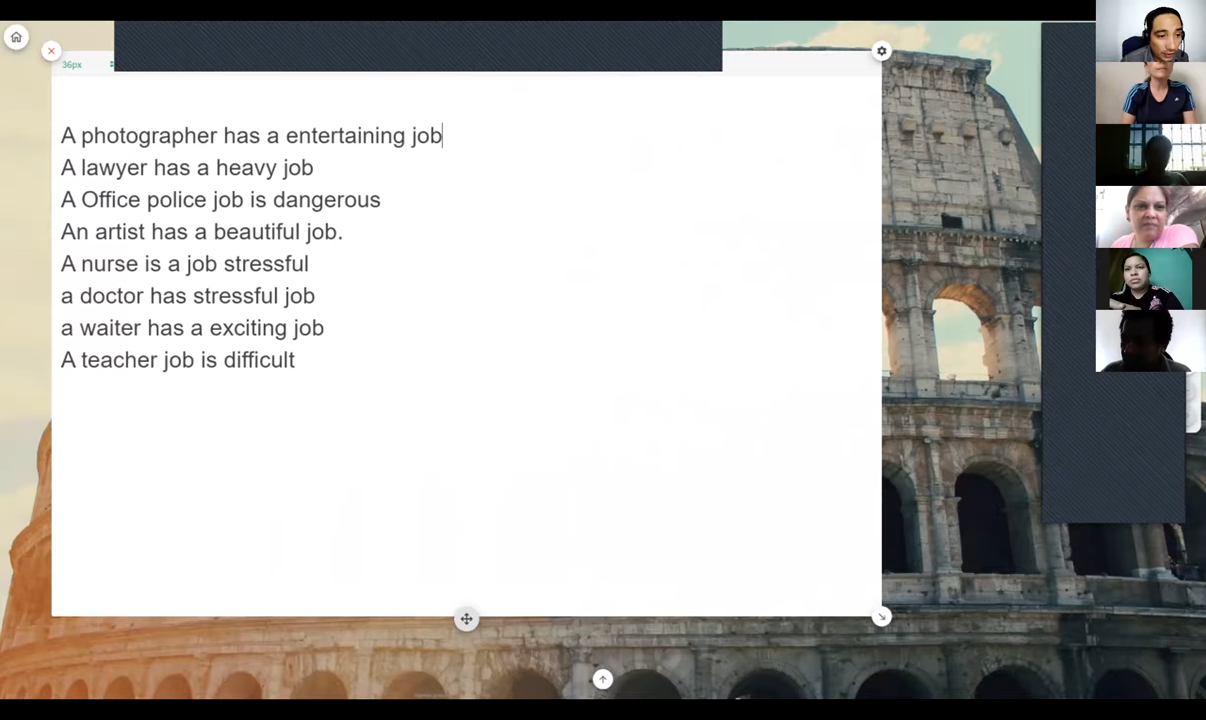 36px
A photographer has a entertaining job
A lawyer has a heavy job
A Office police job is dangerous
An artist has a beautiful job.
A nurse is a job stressful
a doctor has stressful job
a waiter has a exciting job
A teacher job is difficult